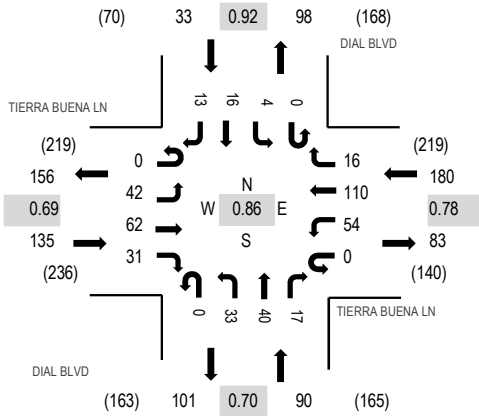 (70) 33 0.92 98 (168)
DIAL BLVD
TIERRA BUENA LN
13 16 4 0
(219) 0 16 (219)
156 42 N 110 180
0.69 62 W 0.86 E 54 0.78
135 31 S 0 83
(236) (140)
0 33 40 17
TIERRA BUENA LN
DIAL BLVD
(163) 101 0.70 90 (165)